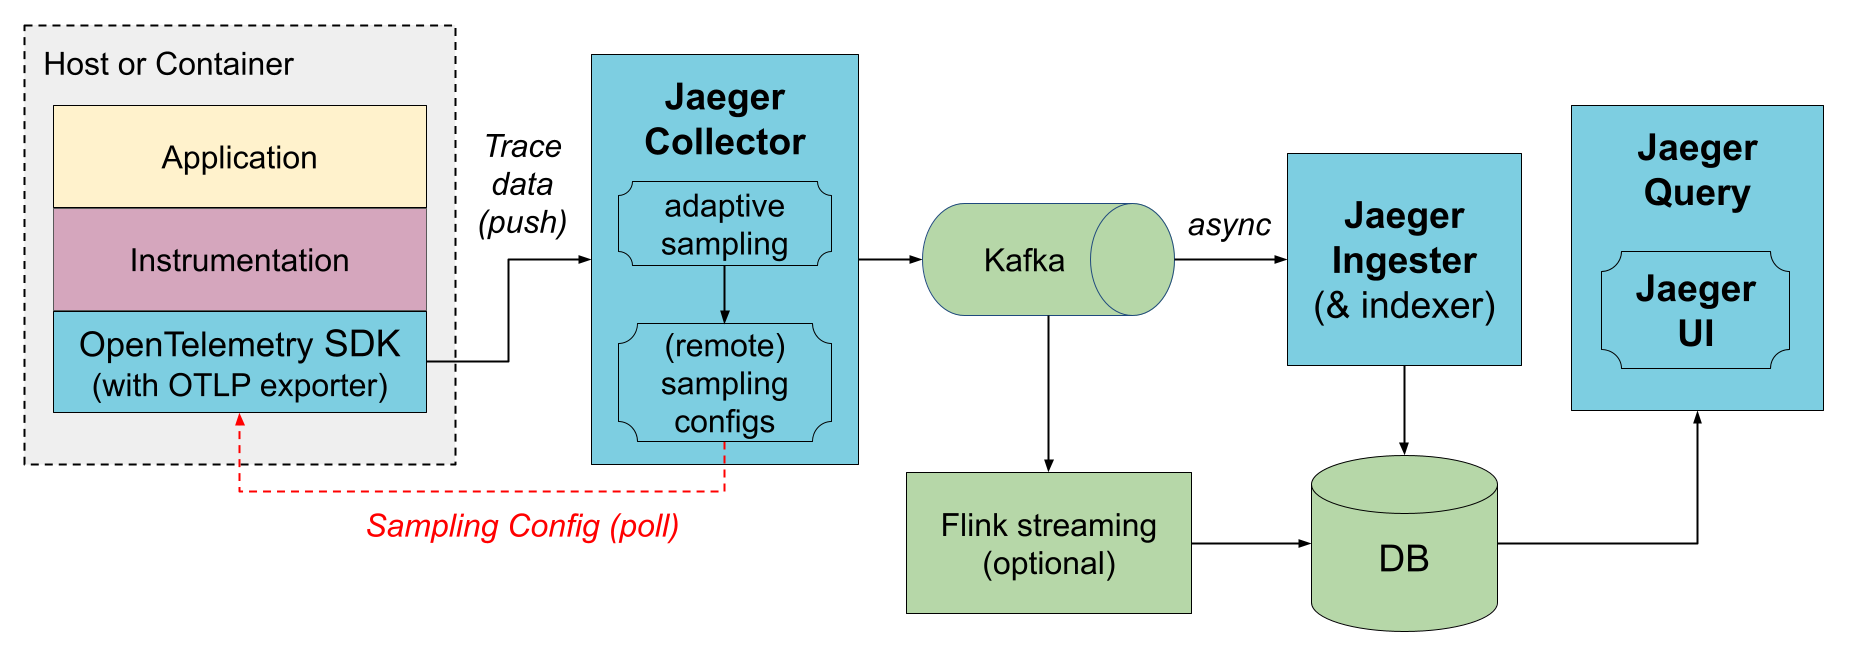 Host or Container
Application
Instrumentation
OpenTelemetry SDK
(with OTLP exporter)
Trace
data
(push)
Jaeger
Collector
adaptive
sampling
(remote)
sampling
configs
Sampling Config (poll)
Kafka
async
Jaeger
Ingester
(& indexer)
Flink streaming
(optional)
DB
Jaeger
Query
Jaeger
UI